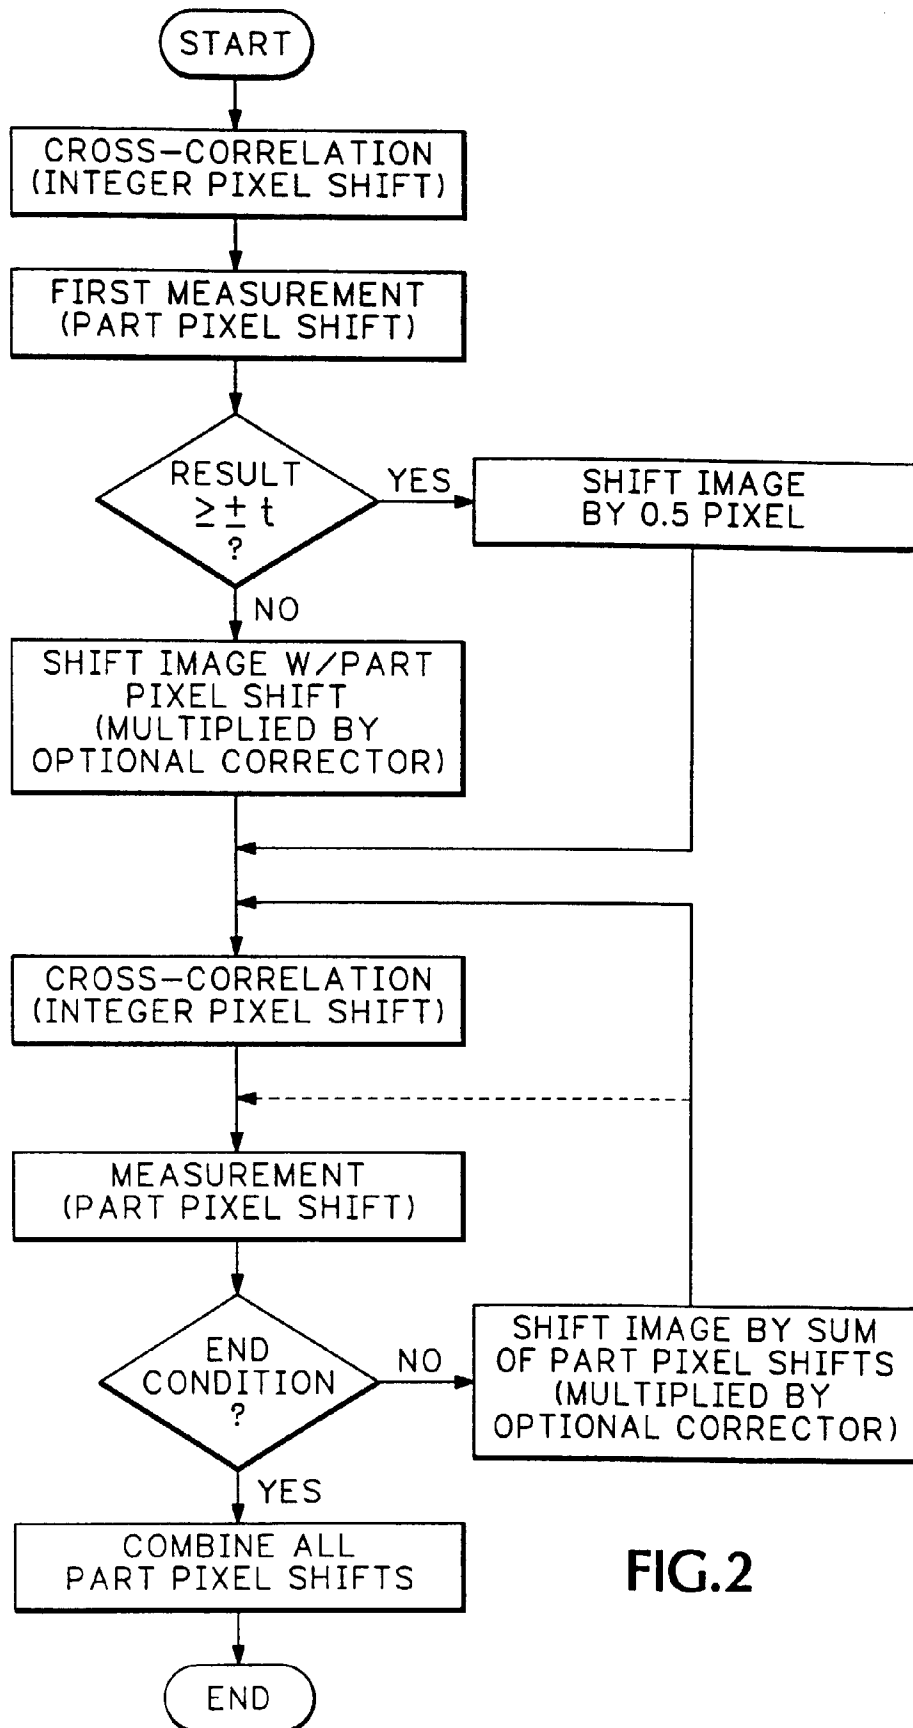 START
CROSS-CORRELATION
(INTEGER PIXEL SHIFT)
FIRST MEASUREMENT
(PART PIXEL SHIFT)
RESULT
≥ ± t
?
YES
SHIFT IMAGE
BY 0.5 PIXEL
NO
SHIFT IMAGE W/PART
PIXEL SHIFT
(MULTIPLIED BY
OPTIONAL CORRECTOR)
CROSS-CORRELATION
(INTEGER PIXEL SHIFT)
MEASUREMENT
(PART PIXEL SHIFT)
END
CONDITION
?
NO
SHIFT IMAGE BY SUM
OF PART PIXEL SHIFTS
(MULTIPLIED BY
OPTIONAL CORRECTOR)
YES
COMBINE ALL
PART PIXEL SHIFTS
END
FIG.2